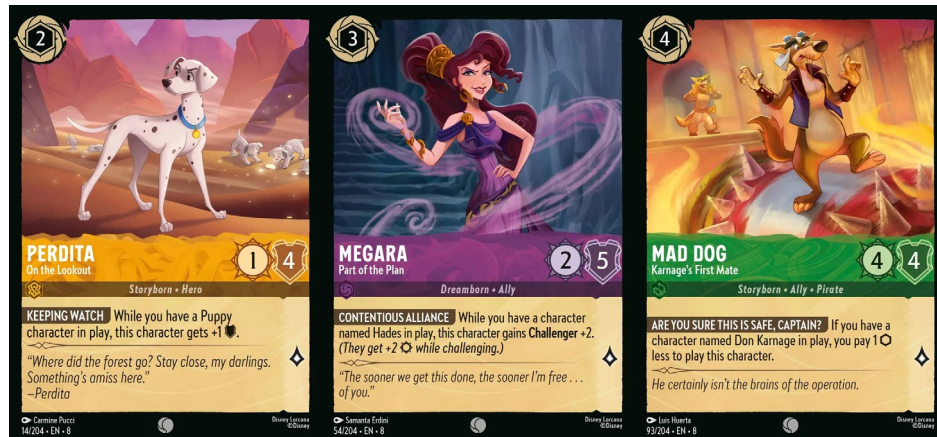 2
PERDITA
On the Lookout
1
4
Storyborn • Hero
KEEPING WATCH While you have a Puppy
character in play, this character gets +1 .
“Where did the forest go? Stay close, my darlings.
Something’s amiss here.”
–Perdita
Carmine Pucci
14/204 • EN • 8
Disney Lorcana
©Disney
3
MEGARA
Part of the Plan
2
5
Dreamborn • Ally
CONTENTIOUS ALLIANCE While you have a character
named Hades in play, this character gains Challenger +2.
(They get +2 while challenging.)
“The sooner we get this done, the sooner I’m free . . .
of you.”
Samanta Erdini
54/204 • EN • 8
Disney Lorcana
©Disney
4
MAD DOG
Karnage’s First Mate
4
4
Storyborn • Ally • Pirate
ARE YOU SURE THIS IS SAFE, CAPTAIN? If you have a
character named Don Karnage in play, you pay 1
less to play this character.
He certainly isn’t the brains of the operation.
Luis Huerta
93/204 • EN • 8
Disney Lorcana
©Disney